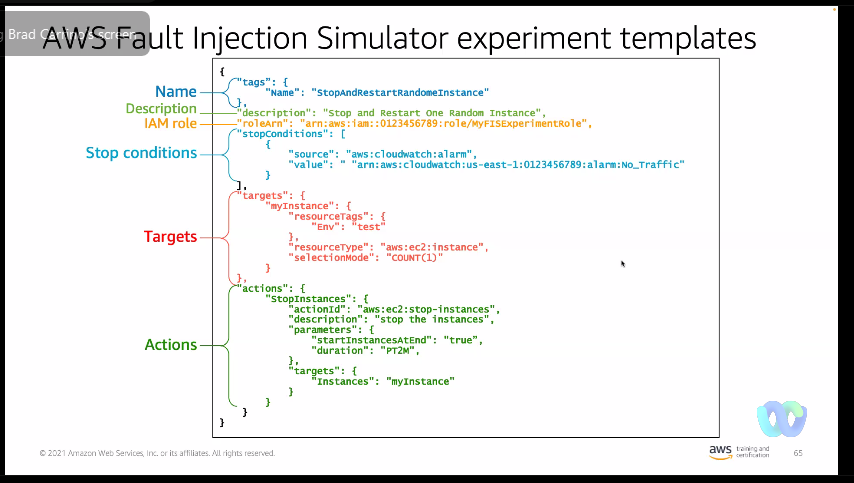 AWS Fault Injection Simulator experiment templates
Brad Carrino's screen
{
"tags": {
"Name": "StopAndRestartRandomeInstance"
},
"description": "Stop and Restart One Random Instance",
"roleArn": "arn:aws:iam::0123456789:role/MyFISExperimentRole",
"stopConditions": [
{
"source": "aws:cloudwatch:alarm",
"value": " "arn:aws:cloudwatch:us-east-1:0123456789:alarm:No_Traffic"
}
],
"targets": {
"myInstance": {
"resourceTags": {
"Env": "test"
},
"resourceType": "aws:ec2:instance",
"selectionMode": "COUNT(1)"
}
},
"actions": {
"StopInstances": {
"actionId": "aws:ec2:stop-instances",
"description": "stop the instances",
"parameters": {
"startInstancesAtEnd": "true",
"duration": "PT2M",
},
"targets": {
"Instances": "myInstance"
}
}
}
}
Name
Description
IAM role
Stop conditions
Targets
Actions
© 2021 Amazon Web Services, Inc. or its affiliates. All rights reserved.
aws training and
certification
65